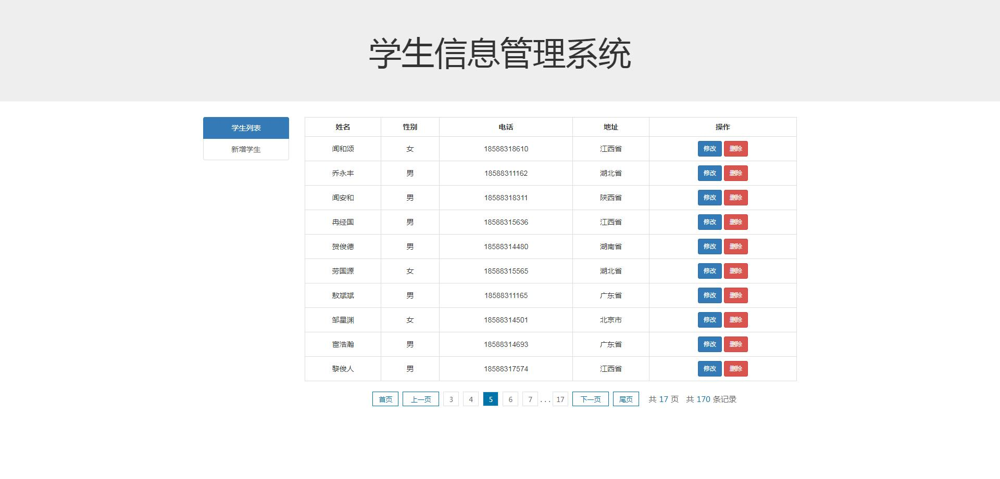 学生信息管理系统
学生列表
新增学生
姓名 性别 电话 地址 操作
闻和颂 女 18588318610 江西省 修改 删除
乔永丰 男 18588311162 湖北省 修改 删除
闻安和 男 18588318311 陕西省 修改 删除
冉经国 男 18588315636 江西省 修改 删除
贺俊德 男 18588314480 湖南省 修改 删除
劳国源 女 18588315565 湖北省 修改 删除
敖斌斌 男 18588311165 广东省 修改 删除
邹星渊 女 18588314501 北京市 修改 删除
宦浩瀚 男 18588314693 广东省 修改 删除
黎俊人 男 18588317574 江西省 修改 删除
首页 上一页 3 4 5 6 7 ... 17 下一页 尾页 共 17 页 共 170 条记录